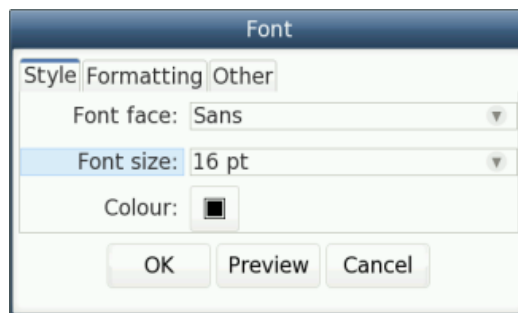 Font
Style Formatting Other
Font face: Sans
Font size: 16 pt
Colour:
OK Preview Cancel